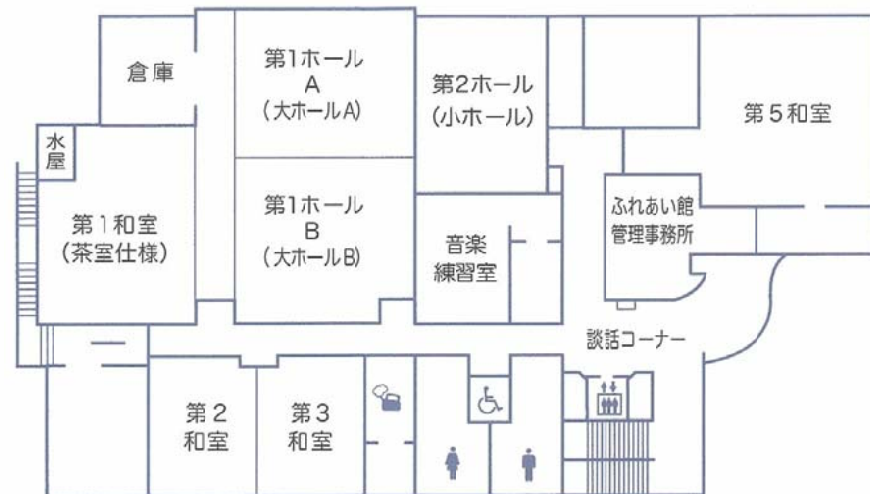 倉庫
第1ホール
A
(大ホールA)
第2ホール
(小ホール)
第5和室
水
屋
第1和室
(茶室仕様)
第1ホール
B
(大ホールB)
音楽
練習室
ふれあい館
管理事務所
談話コーナー
第2
和室
第3
和室